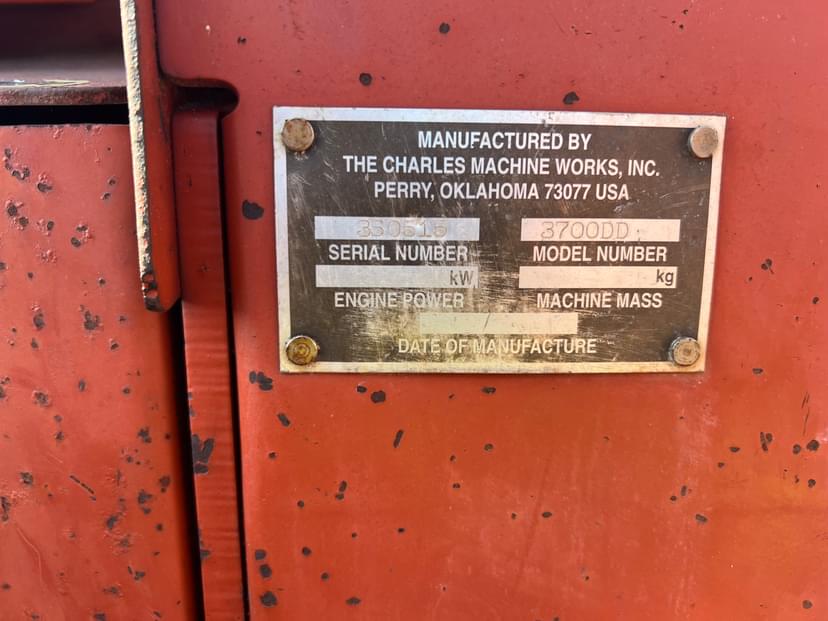 MANUFACTURED BY
THE CHARLES MACHINE WORKS, INC.
PERRY, OKLAHOMA 73077 USA
3S0515 3700DD
SERIAL NUMBER MODEL NUMBER
kW kg
ENGINE POWER MACHINE MASS
/
DATE OF MANUFACTURE